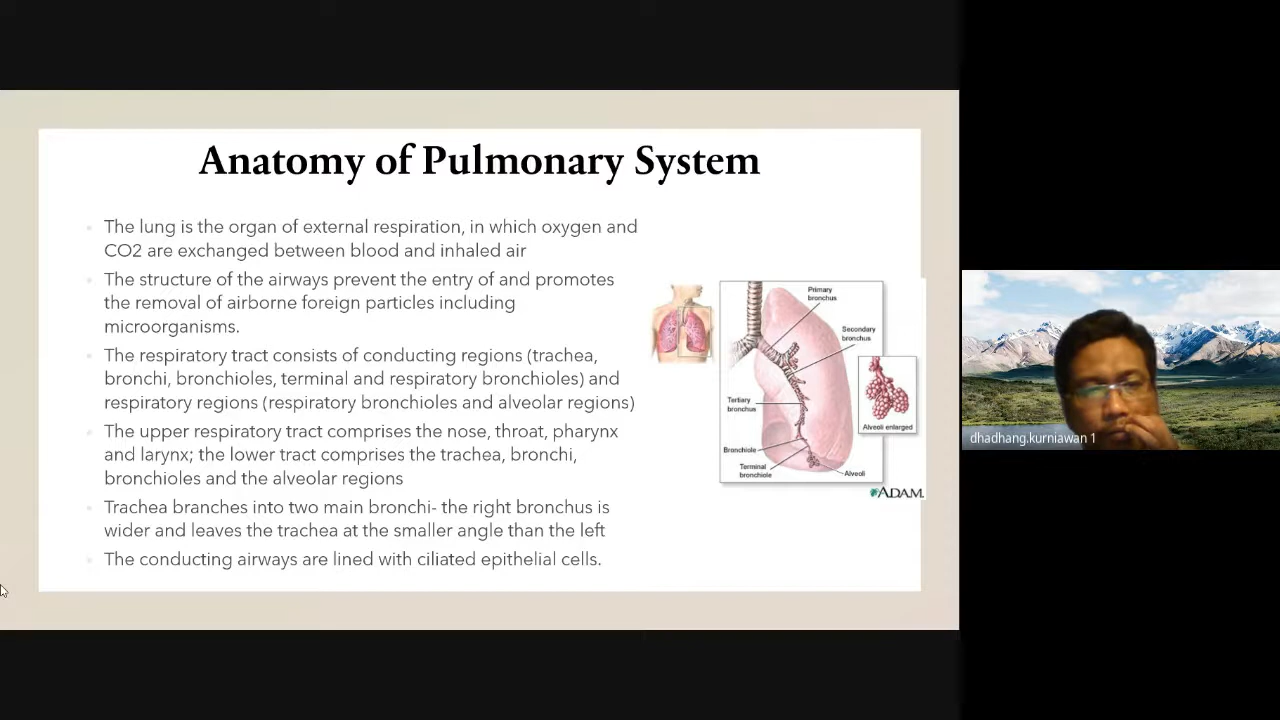 Anatomy of Pulmonary System
The lung is the organ of external respiration, in which oxygen and
CO2 are exchanged between blood and inhaled air
The structure of the airways prevent the entry of and promotes
the removal of airborne foreign particles including
microorganisms.
The respiratory tract consists of conducting regions (trachea,
bronchi, bronchioles, terminal and respiratory bronchioles) and
respiratory regions (respiratory bronchioles and alveolar regions)
The upper respiratory tract comprises the nose, throat, pharynx
and larynx; the lower tract comprises the trachea, bronchi,
bronchioles and the alveolar regions
Trachea branches into two main bronchi- the right bronchus is
wider and leaves the trachea at the smaller angle than the left
The conducting airways are lined with ciliated epithelial cells.
Primary
bronchus
Secondary
bronchus
Tertiary
bronchus
Alveoli enlarged
Bronchiole
Terminal
bronchiole
Alveoli
ADAM.
dhadhang.kurniawan 1